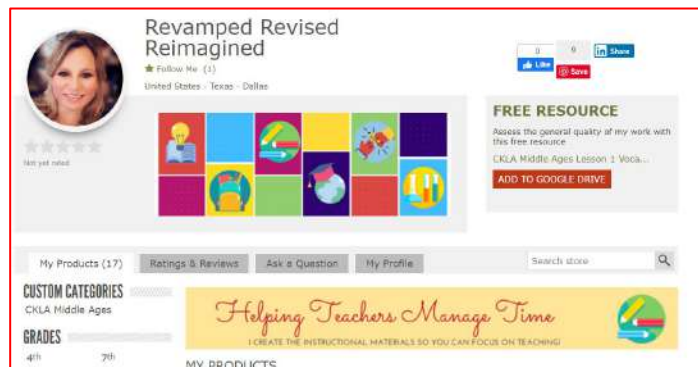 Revamped Revised
Reimagined
Follow Me (1)
United States - Texas - Dallas
Not yet rated
0
0
Like
Save
in Share
FREE RESOURCE
Assess the general quality of my work with
this free resource
CKLA Middle Ages Lesson 1 Voca...
ADD TO GOOGLE DRIVE
My Products (17)
Ratings & Reviews
Ask a Question
My Profile
Search store
CUSTOM CATEGORIES
CKLA Middle Ages
GRADES
4th 7th
Helping Teachers Manage Time
I CREATE THE INSTRUCTIONAL MATERIALS SO YOU CAN FOCUS ON TEACHING!
MY PRODUCTS